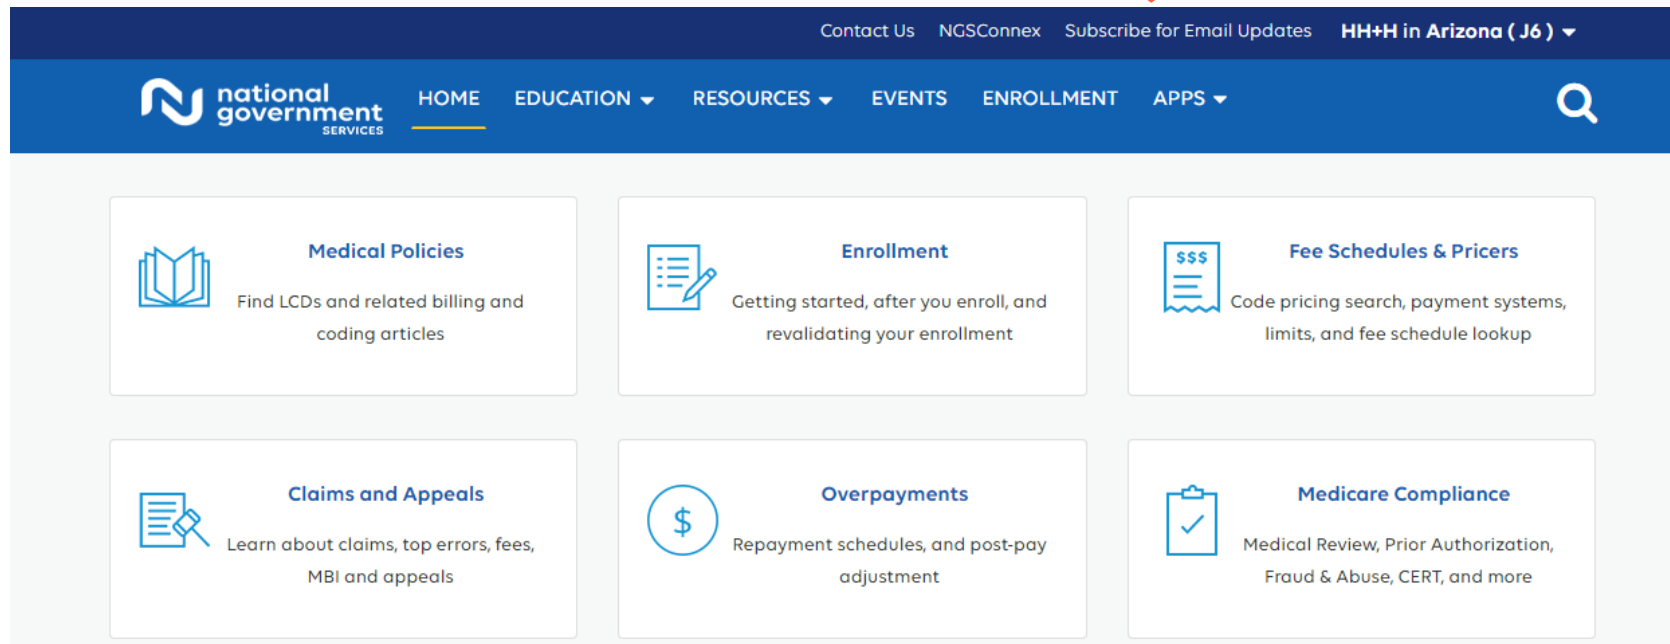 Contact Us NGSConnex Subscribe for Email Updates HH+H in Arizona ( J6 )
national
government
SERVICES
HOME EDUCATION RESOURCES EVENTS ENROLLMENT APPS
Medical Policies
Find LCDs and related billing and
coding articles
Enrollment
Getting started, after you enroll, and
revalidating your enrollment
$$$
Fee Schedules & Pricers
Code pricing search, payment systems,
limits, and fee schedule lookup
Claims and Appeals
Learn about claims, top errors, fees,
MBI and appeals
$
Overpayments
Repayment schedules, and post-pay
adjustment
Medicare Compliance
Medical Review, Prior Authorization,
Fraud & Abuse, CERT, and more